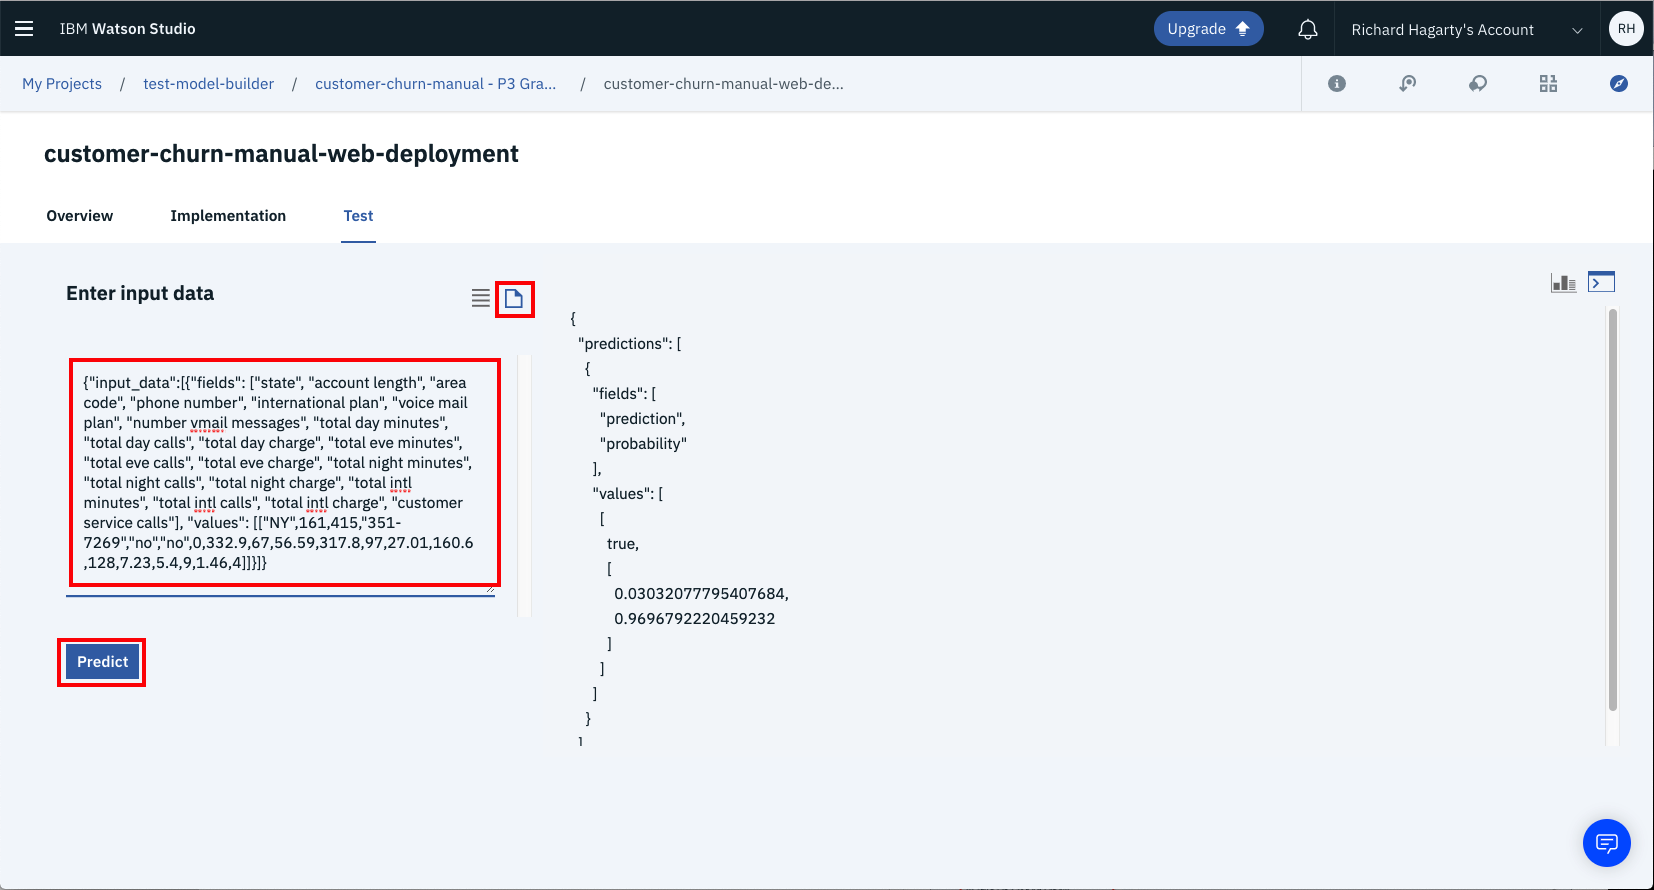 IBM Watson Studio
Upgrade
Richard Hagarty's Account
RH
My Projects / test-model-builder / customer-churn-manual - P3 Gra... / customer-churn-manual-web-de...
customer-churn-manual-web-deployment
Overview Implementation Test
Enter input data
{"input_data":[{"fields": ["state", "account length", "area
code", "phone number", "international plan", "voice mail
plan", "number vmail messages", "total day minutes",
"total day calls", "total day charge", "total eve minutes",
"total eve calls", "total eve charge", "total night minutes",
"total night calls", "total night charge", "total intl
minutes", "total intl calls", "total intl charge", "customer
service calls"], "values": [["NY",161,415,"351-
7269","no","no",0,332.9,67,56.59,317.8,97,27.01,160.6
,128,7.23,5.4,9,1.46,4]]}]}
Predict
{
"predictions": [
{
"fields": [
"prediction",
"probability"
],
"values": [
[
true,
[
0.03032077795407684,
0.9696792220459232
]
]
]
}
]